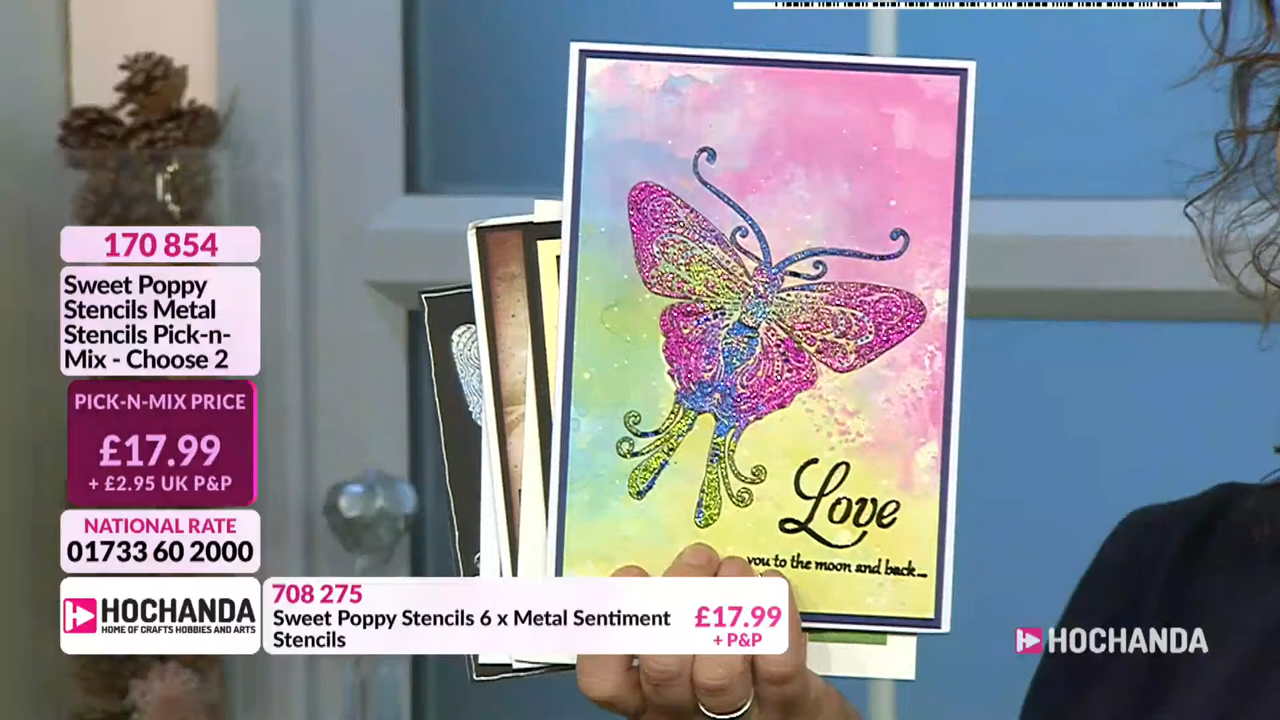 170 854
Sweet Poppy
Stencils Metal
Stencils Pick-n-
Mix - Choose 2
PICK-N-MIX PRICE
£17.99
+ £2.95 UK P&P
NATIONAL RATE
01733 60 2000
HOCHANDA
HOME OF CRAFTS HOBBIES AND ARTS
708 275
Sweet Poppy Stencils 6 x Metal Sentiment
Stencils
£17.99
+ P&P
Love
you to the moon and back...
HOCHANDA